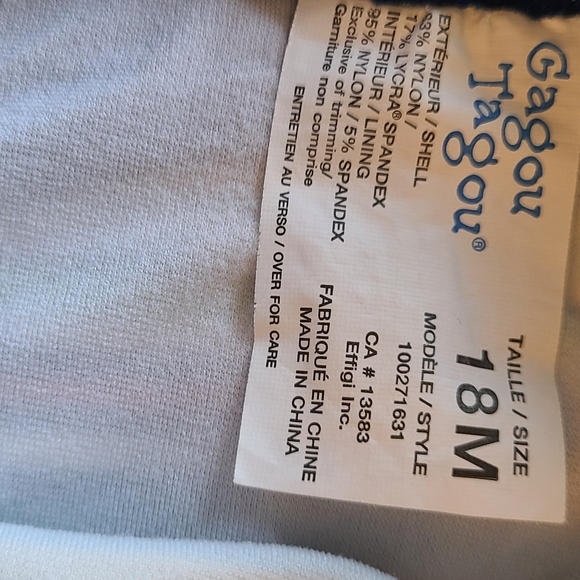 Gagou
Tagou®
EXTÉRIEUR / SHELL
83% NYLON /
17% LYCRA® SPANDEX
INTÉRIEUR / LINING
95% NYLON / 5% SPANDEX
Exclusive of trimming/
Garniture non comprise
ENTRETIEN AU VERSO / OVER FOR CARE
TAILLE / SIZE
18M
MODÈLE / STYLE
100271631
CA # 13583
Effigi Inc.
FABRIQUÉ EN CHINE
MADE IN CHINA